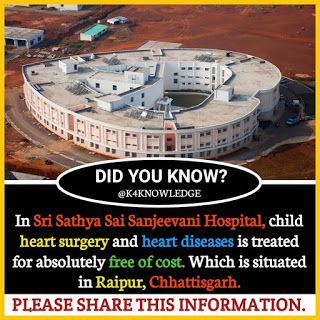 DID YOU KNOW?
@K4KNOWLEDGE
In Sri Sathya Sai Sanjeevani Hospital, child
heart surgery and heart diseases is treated
for absolutely free of cost. Which is situated
in Raipur, Chhattisgarh.
PLEASE SHARE THIS INFORMATION.